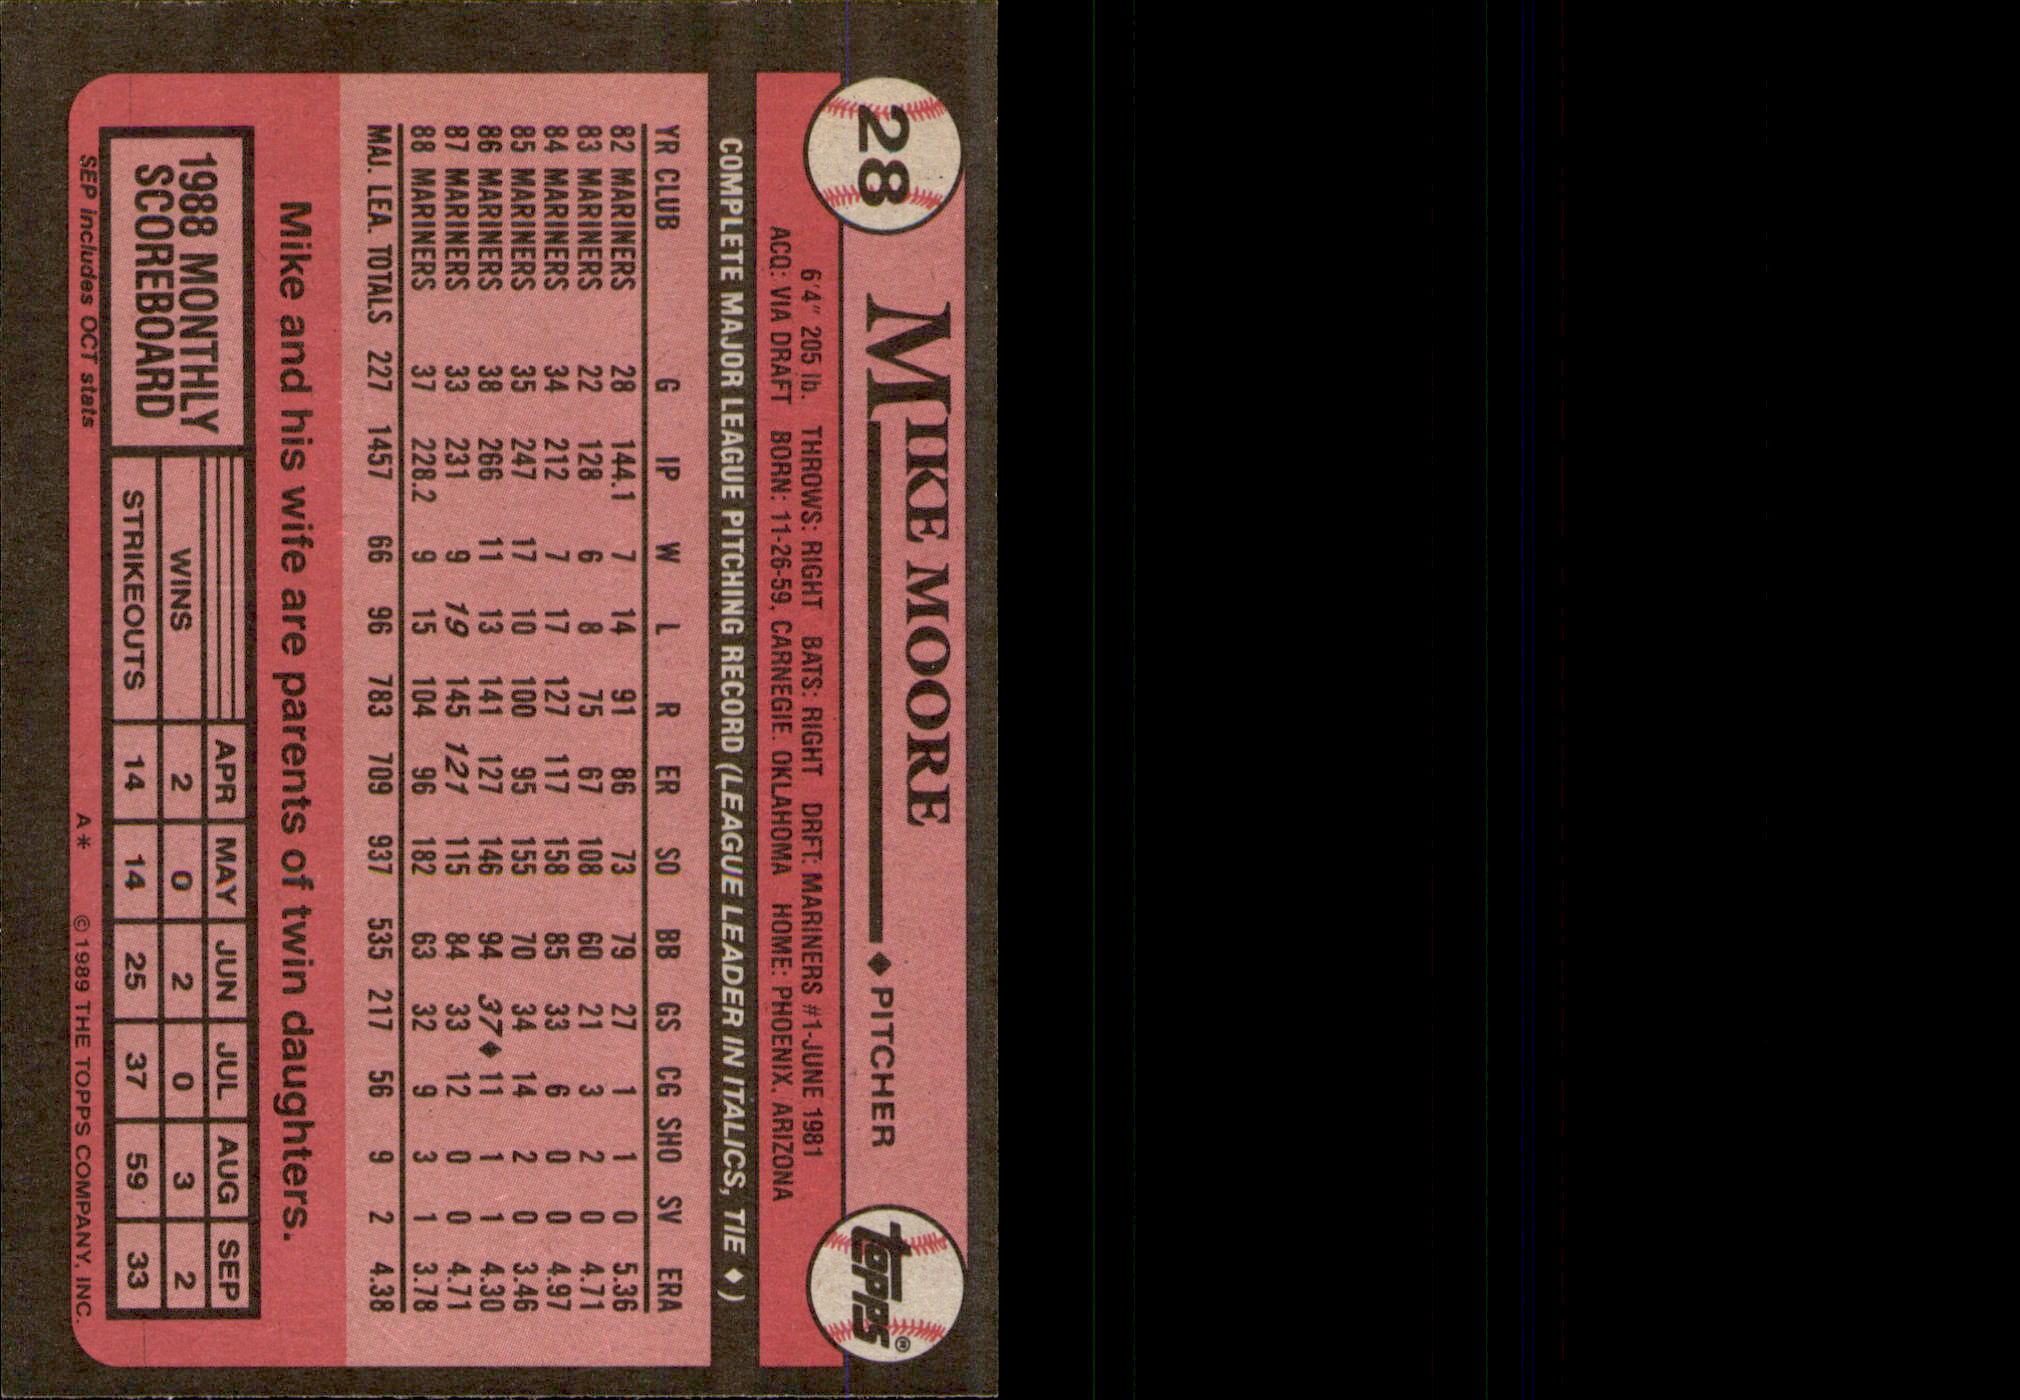 28
MIKE MOORE
◆ PITCHER
topps®
6'4" 205 lb. THROWS: RIGHT BATS: RIGHT DRFT: MARINERS #1-JUNE 1981
ACQ: VIA DRAFT BORN: 11-26-59, CARNEGIE, OKLAHOMA HOME: PHOENIX, ARIZONA
COMPLETE MAJOR LEAGUE PITCHING RECORD (LEAGUE LEADER IN ITALICS, TIE ◆)
YR CLUB G IP W L R ER SO BB GS CG SHO SV ERA
82 MARINERS 28 144.1 7 14 91 86 73 79 27 1 1 0 5.36
83 MARINERS 22 128 6 8 75 67 108 60 21 3 2 0 4.71
84 MARINERS 34 212 7 17 127 117 158 85 33 6 0 0 4.97
85 MARINERS 35 247 17 10 100 95 155 70 34 14 2 0 3.46
86 MARINERS 38 266 11 13 141 127 146 94 37◆ 11 1 1 4.30
87 MARINERS 33 231 9 19 145 127 115 84 33 12 0 0 4.71
88 MARINERS 37 228.2 9 15 104 96 182 63 32 9 3 1 3.78
MAJ. LEA. TOTALS 227 1457 66 96 783 709 937 535 217 56 9 2 4.38
Mike and his wife are parents of twin daughters.
1988 MONTHLY
SCOREBOARD
APR MAY JUN JUL AUG SEP
WINS 2 0 2 0 3 2
STRIKEOUTS 14 14 25 37 59 33
SEP includes OCT stats A* ©1989 THE TOPPS COMPANY, INC.